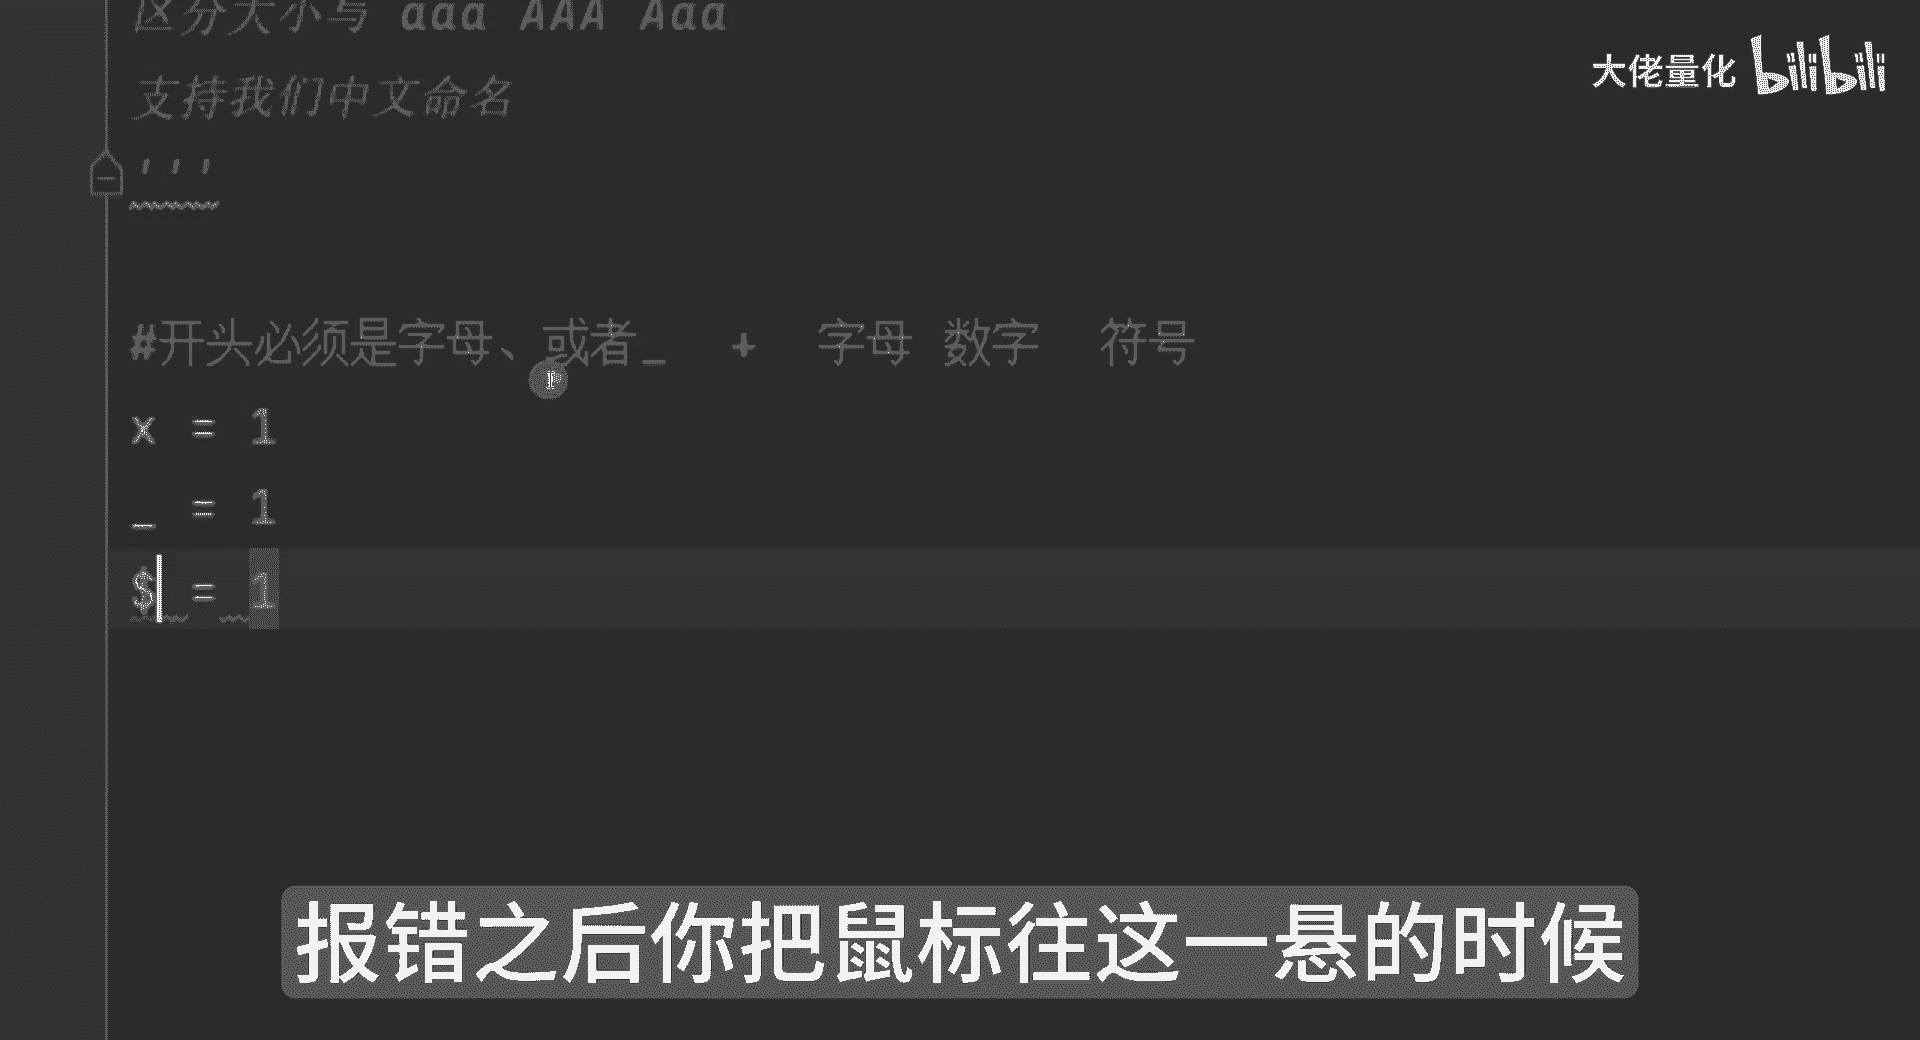 区分大小写 aaa AAA Aaa
大佬量化 bilibili
支持我们中文命名
'''
#开头必须是字母、或者_ + 字母 数字 符号
x = 1
_ = 1
$ = 1
报错之后你把鼠标往这一悬的时候